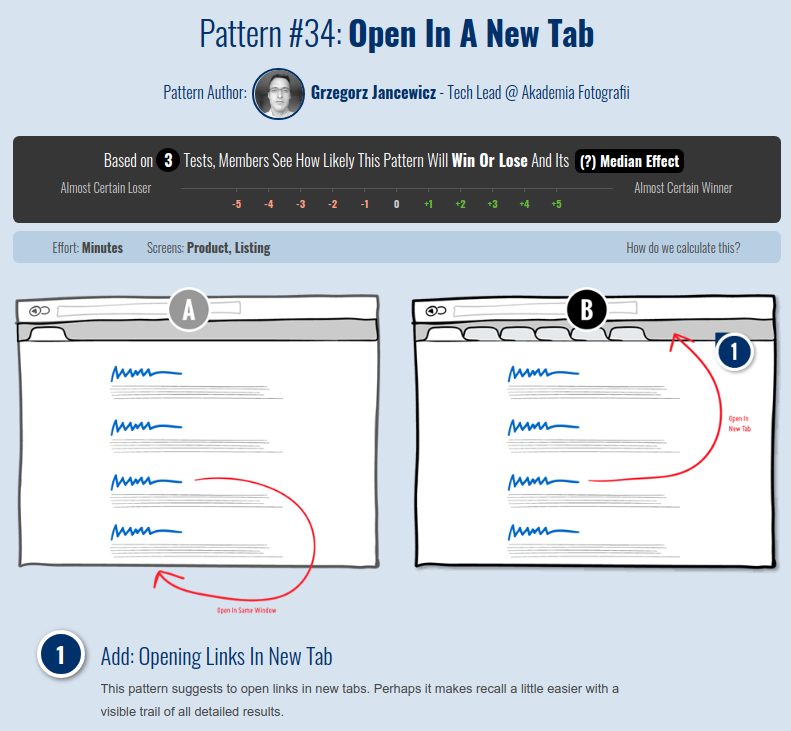 Pattern #34: Open In A New Tab
Pattern Author: Grzegorz Jancewicz - Tech Lead @ Akademia Fotografii
Based on 3 Tests, Members See How Likely This Pattern Will Win Or Lose And Its (?) Median Effect
Almost Certain Loser Almost Certain Winner
-5 -4 -3 -2 -1 0 +1 +2 +3 +4 +5
Effort: Minutes Screens: Product, Listing How do we calculate this?
A B
1
Open In
New Tab
Open In Same Window
1 Add: Opening Links In New Tab
This pattern suggests to open links in new tabs. Perhaps it makes recall a little easier with a
visible trail of all detailed results.